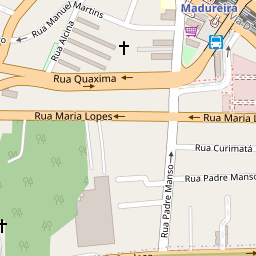 Rua Manuel Martins
Madureira
Rua Alcina
Rua Quaxima
Rua Maria Lopes
Rua Maria L
Rua Curimatá
Rua Padre Manso
Rua Padre Manso